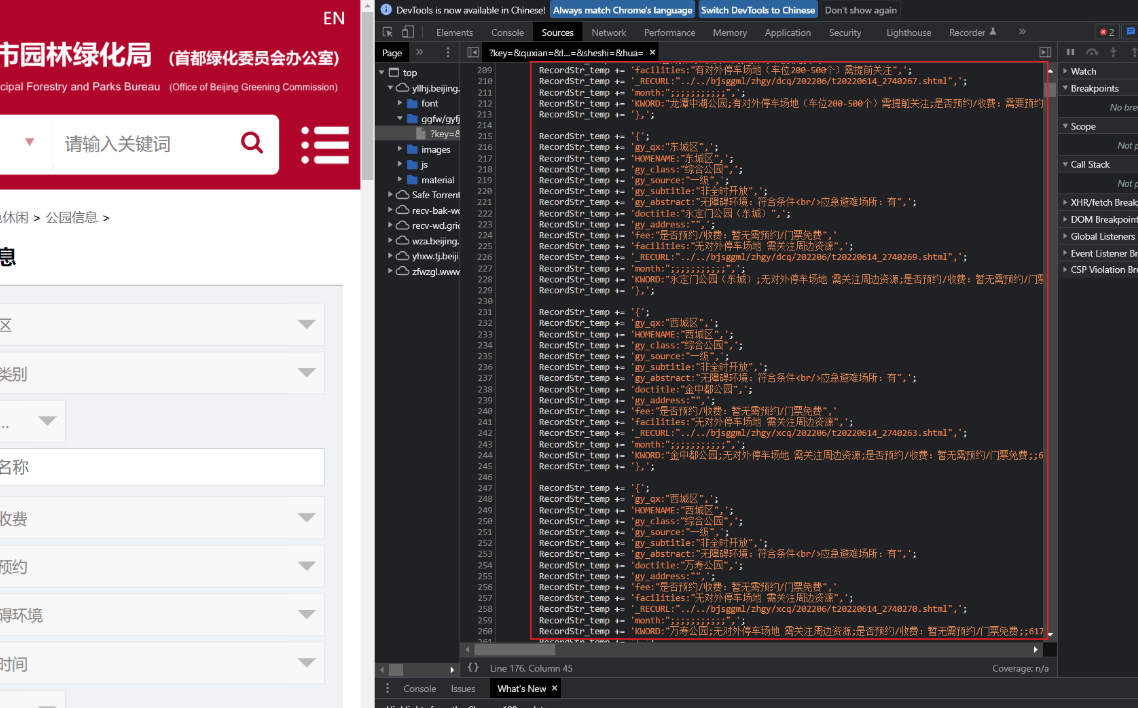 EN
市园林绿化局 (首都绿化委员会办公室)
cipal Forestry and Parks Bureau (Office of Beijing Greening Commission)
请输入关键词
休闲 > 公园信息 >
息
区
类别
...
名称
收费
预约
碍环境
时间
DevTools is now available in Chinese! Always match Chrome's language Switch DevTools to Chinese Don't show again
Elements Console Sources Network Performance Memory Application Security Lighthouse Recorder » 2
Page » ?key=&quxian=&l...=&sheshi=&hua= ×
top
yllhj.beijing.
font
ggfw/gyfj
?key=&
images
js
material
Safe Torrent
recv-bak-wc
recv-wd.gric
wza.beijing.
yhxw.tj.beiji
zfwzgl.www
209 RecordStr_temp += 'facilities:"有对外停车场地（车位200-500个）需提前关注",';
210 RecordStr_temp += '_RECURL:"../../bjsggml/zhgy/dcq/202206/t20220614_2740267.shtml",';
211 RecordStr_temp += 'month:";;;;;;;;;;;",';
212 RecordStr_temp += 'KWORD:"龙潭中湖公园;有对外停车场地（车位200-500个）需提前关注;是否预约/收费：需要预约
213 RecordStr_temp += '},';
214
215 RecordStr_temp += '{';
216 RecordStr_temp += 'gy_qx:"东城区",';
217 RecordStr_temp += 'HOMENAME:"东城区",';
218 RecordStr_temp += 'gy_class:"综合公园",';
219 RecordStr_temp += 'gy_source:"一级",';
220 RecordStr_temp += 'gy_subtitle:"非全时开放",';
221 RecordStr_temp += 'gy_abstract:"无障碍环境：符合条件<br/>应急避难场所：有",';
222 RecordStr_temp += 'doctitle:"永定门公园（东城）",';
223 RecordStr_temp += 'gy_address:"",';
224 RecordStr_temp += 'fee:"是否预约/收费：暂无需预约/门票免费",'
225 RecordStr_temp += 'facilities:"无对外停车场地 需关注周边资源",';
226 RecordStr_temp += '_RECURL:"../../bjsggml/zhgy/dcq/202206/t20220614_2740269.shtml",';
227 RecordStr_temp += 'month:";;;;;;;;;;;",';
228 RecordStr_temp += 'KWORD:"永定门公园（东城）;无对外停车场地 需关注周边资源;是否预约/收费：暂无需预约/门票
229 RecordStr_temp += '},';
230
231 RecordStr_temp += '{';
232 RecordStr_temp += 'gy_qx:"西城区",';
233 RecordStr_temp += 'HOMENAME:"西城区",';
234 RecordStr_temp += 'gy_class:"综合公园",';
235 RecordStr_temp += 'gy_source:"一级",';
236 RecordStr_temp += 'gy_subtitle:"非全时开放",';
237 RecordStr_temp += 'gy_abstract:"无障碍环境：符合条件<br/>应急避难场所：有",';
238 RecordStr_temp += 'doctitle:"金中都公园",';
239 RecordStr_temp += 'gy_address:"",';
240 RecordStr_temp += 'fee:"是否预约/收费：暂无需预约/门票免费",'
241 RecordStr_temp += 'facilities:"无对外停车场地 需关注周边资源",';
242 RecordStr_temp += '_RECURL:"../../bjsggml/zhgy/xcq/202206/t20220614_2740263.shtml",';
243 RecordStr_temp += 'month:";;;;;;;;;;;",';
244 RecordStr_temp += 'KWORD:"金中都公园;无对外停车场地 需关注周边资源;是否预约/收费：暂无需预约/门票免费;;6
245 RecordStr_temp += '},';
246
247 RecordStr_temp += '{';
248 RecordStr_temp += 'gy_qx:"西城区",';
249 RecordStr_temp += 'HOMENAME:"西城区",';
250 RecordStr_temp += 'gy_class:"综合公园",';
251 RecordStr_temp += 'gy_source:"一级",';
252 RecordStr_temp += 'gy_subtitle:"非全时开放",';
253 RecordStr_temp += 'gy_abstract:"无障碍环境：符合条件<br/>应急避难场所：有",';
254 RecordStr_temp += 'doctitle:"万寿公园",';
255 RecordStr_temp += 'gy_address:"",';
256 RecordStr_temp += 'fee:"是否预约/收费：暂无需预约/门票免费",'
257 RecordStr_temp += 'facilities:"无对外停车场地 需关注周边资源",';
258 RecordStr_temp += '_RECURL:"../../bjsggml/zhgy/xcq/202206/t20220614_2740270.shtml",';
259 RecordStr_temp += 'month:";;;;;;;;;;;",';
260 RecordStr_temp += 'KWORD:"万寿公园;无对外停车场地 需关注周边资源;是否预约/收费：暂无需预约/门票免费;;617
261
{} Line 176, Column 45 Coverage: n/a
Watch
Breakpoints
No bre
Scope
Not p
Call Stack
Not p
XHR/fetch Break
DOM Breakpoint
Global Listeners
Event Listener Br
CSP Violation Bre
Console Issues What's New ×